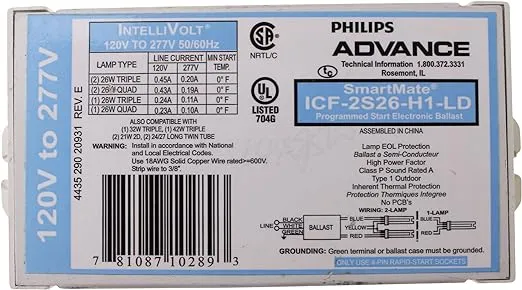 120V to 277V
4435 290 20931 REV. E
INTELLIVOLT®
120V TO 277V 50/60Hz
LAMP TYPE LINE CURRENT MIN START TEMP.
120V 277V
(2) 26W TRIPLE 0.45A 0.20A 0° F
(2) 26W QUAD 0.43A 0.19A 0° F
(1) 26W TRIPLE 0.24A 0.11A 0° F
(1) 26W QUAD 0.23A 0.10A 0° F
ALSO COMPATIBLE WITH
(1) 32W TRIPLE, (1) 42W TRIPLE
(2) 21W 2D, (2) 24/27 LONG TWIN TUBE
WARNING: Install in accordance with National
and Local Electrical Codes.
Use 18AWG Solid Copper Wire rated>=600V.
Strip wire to 3/8".
7 81087 10289 3
CSA
NRTL/C
UL
LISTED
704G
PHILIPS
ADVANCE
Technical Information 1.800.372.3331
Rosemont, IL
SmartMate®
ICF-2S26-H1-LD
Programmed Start Electronic Ballast
ASSEMBLED IN CHINA
Lamp EOL Protection
Ballast a Semi-Conducteur
High Power Factor
Class P Sound Rated A
Type 1 Outdoor
Inherent Thermal Protection
Protection Thermique
No PCB's
WIRING: 2-LAMP 1-LAMP
LINE BLACK WHITE GREEN BALLAST RED YELLOW RED
GROUNDING: Green terminal or ballast case must be grounded.
ONLY USE 4-PIN RAPID-START SOCKETS